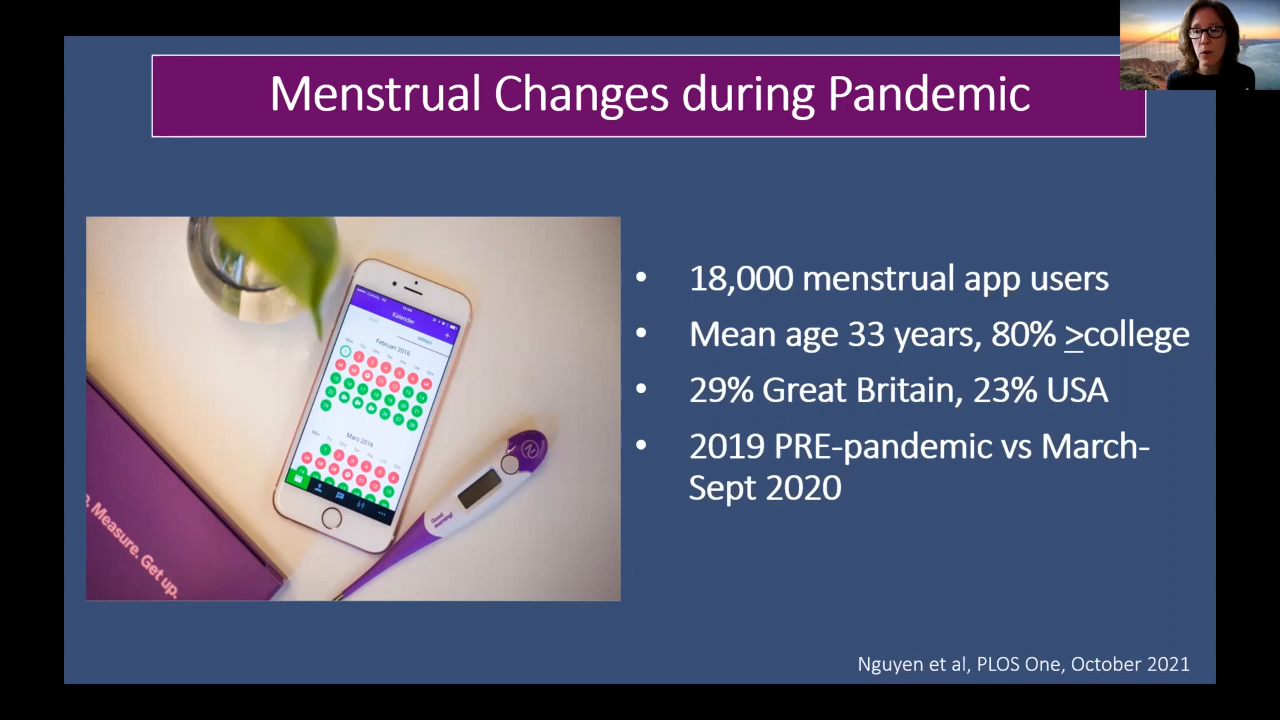 Menstrual Changes during Pandemic
• 18,000 menstrual app users
• Mean age 33 years, 80% >college
• 29% Great Britain, 23% USA
• 2019 PRE-pandemic vs March-
Sept 2020
Kalender
Februari 2016
Mars 2016
Good
morning!
Measure. Get up.
Nguyen et al, PLOS One, October 2021